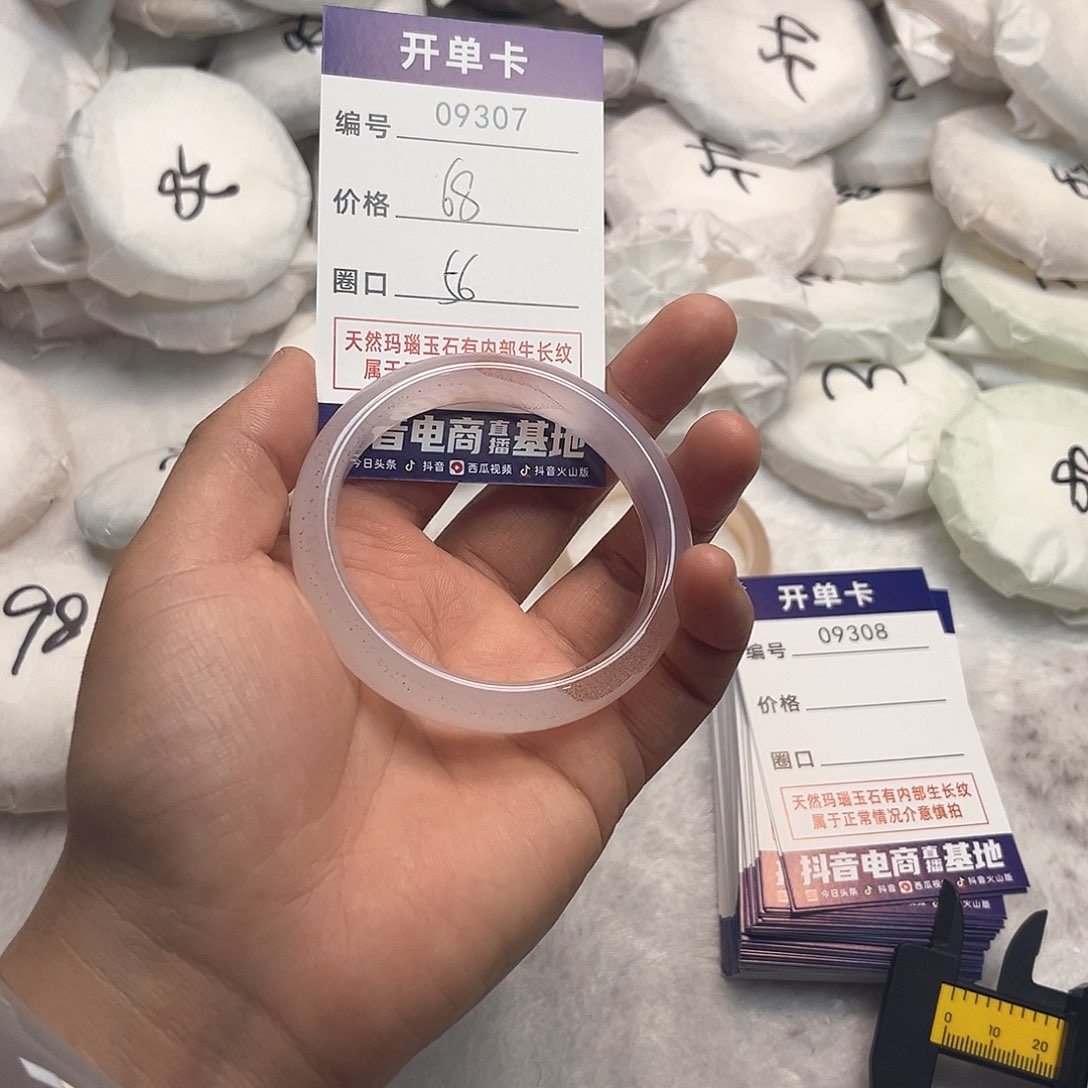 开单卡
编号 09307
价格 68
圈口 56
天然玛瑙玉石有内部生长纹
属于
音电商直播基地
今日头条 抖音 西瓜视频 抖音火山版
开单卡
编号 09308
价格
圈口
天然玛瑙玉石有内部生长纹
属于正常情况介意慎拍
抖音电商直播基地
今日头条 抖音 西瓜视频 抖音火山版
98
3
0 10 20